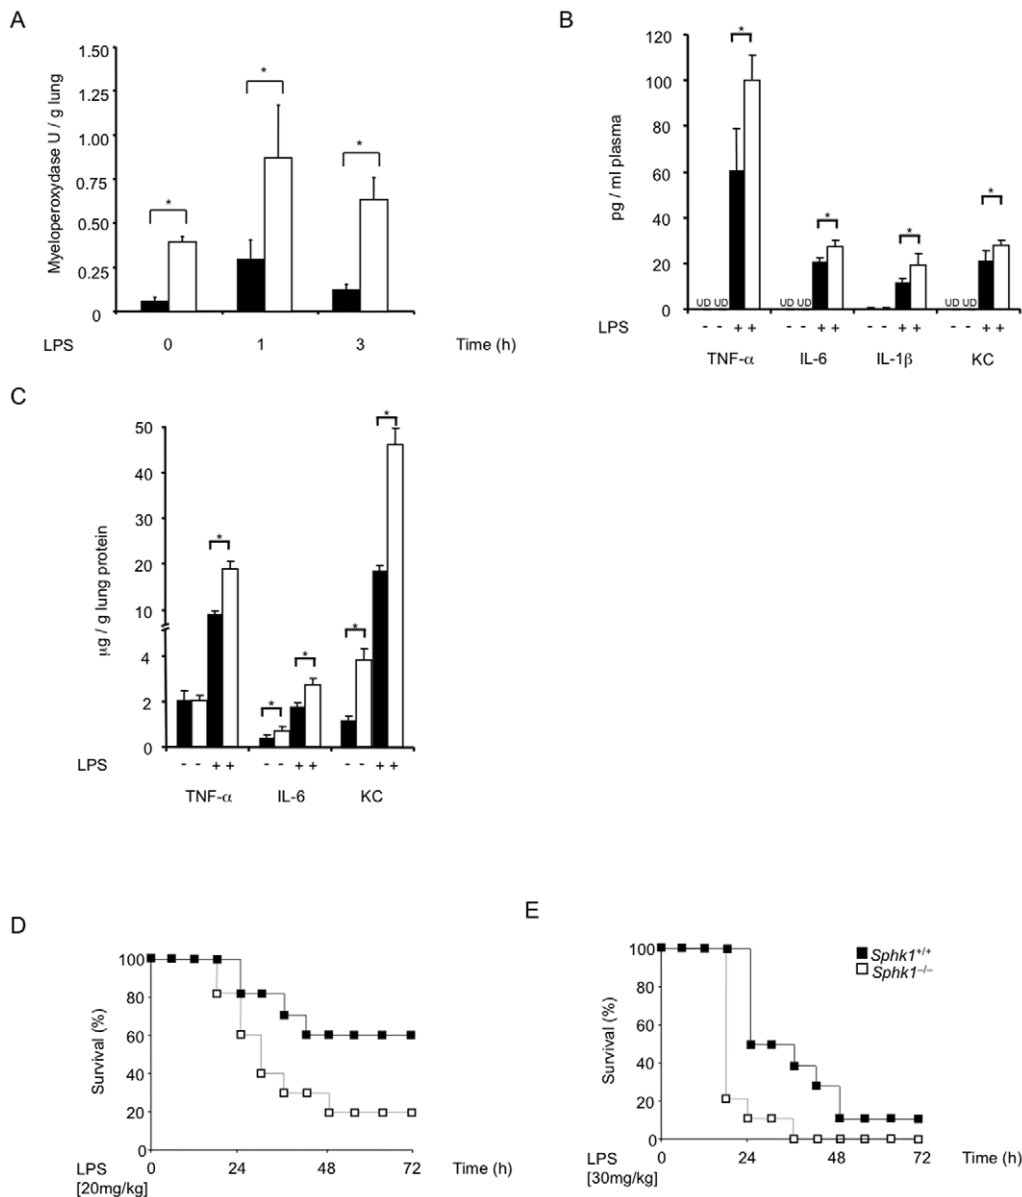 A
1.50
1.25
1.00
0.75
0.50
0.25
0
Myeloperoxydase U / g lung
* * *
LPS 0 1 3 Time (h)
B
120
100
80
60
40
20
0
pg / ml plasma
* * * *
UD UD UD UD UD UD
LPS - - + + - - + + - - + + - - + +
TNF-α IL-6 IL-1β KC
C
50
40
30
20
10
4
2
0
μg / g lung protein
* * * * *
LPS - - + + - - + + - - + +
TNF-α IL-6 KC
D
100
80
60
40
20
0
Survival (%)
0 24 48 72
LPS Time (h)
[20mg/kg]
E
100
80
60
40
20
0
Survival (%)
Sphk1+/+
Sphk1–/–
0 24 48 72
LPS Time (h)
[30mg/kg]